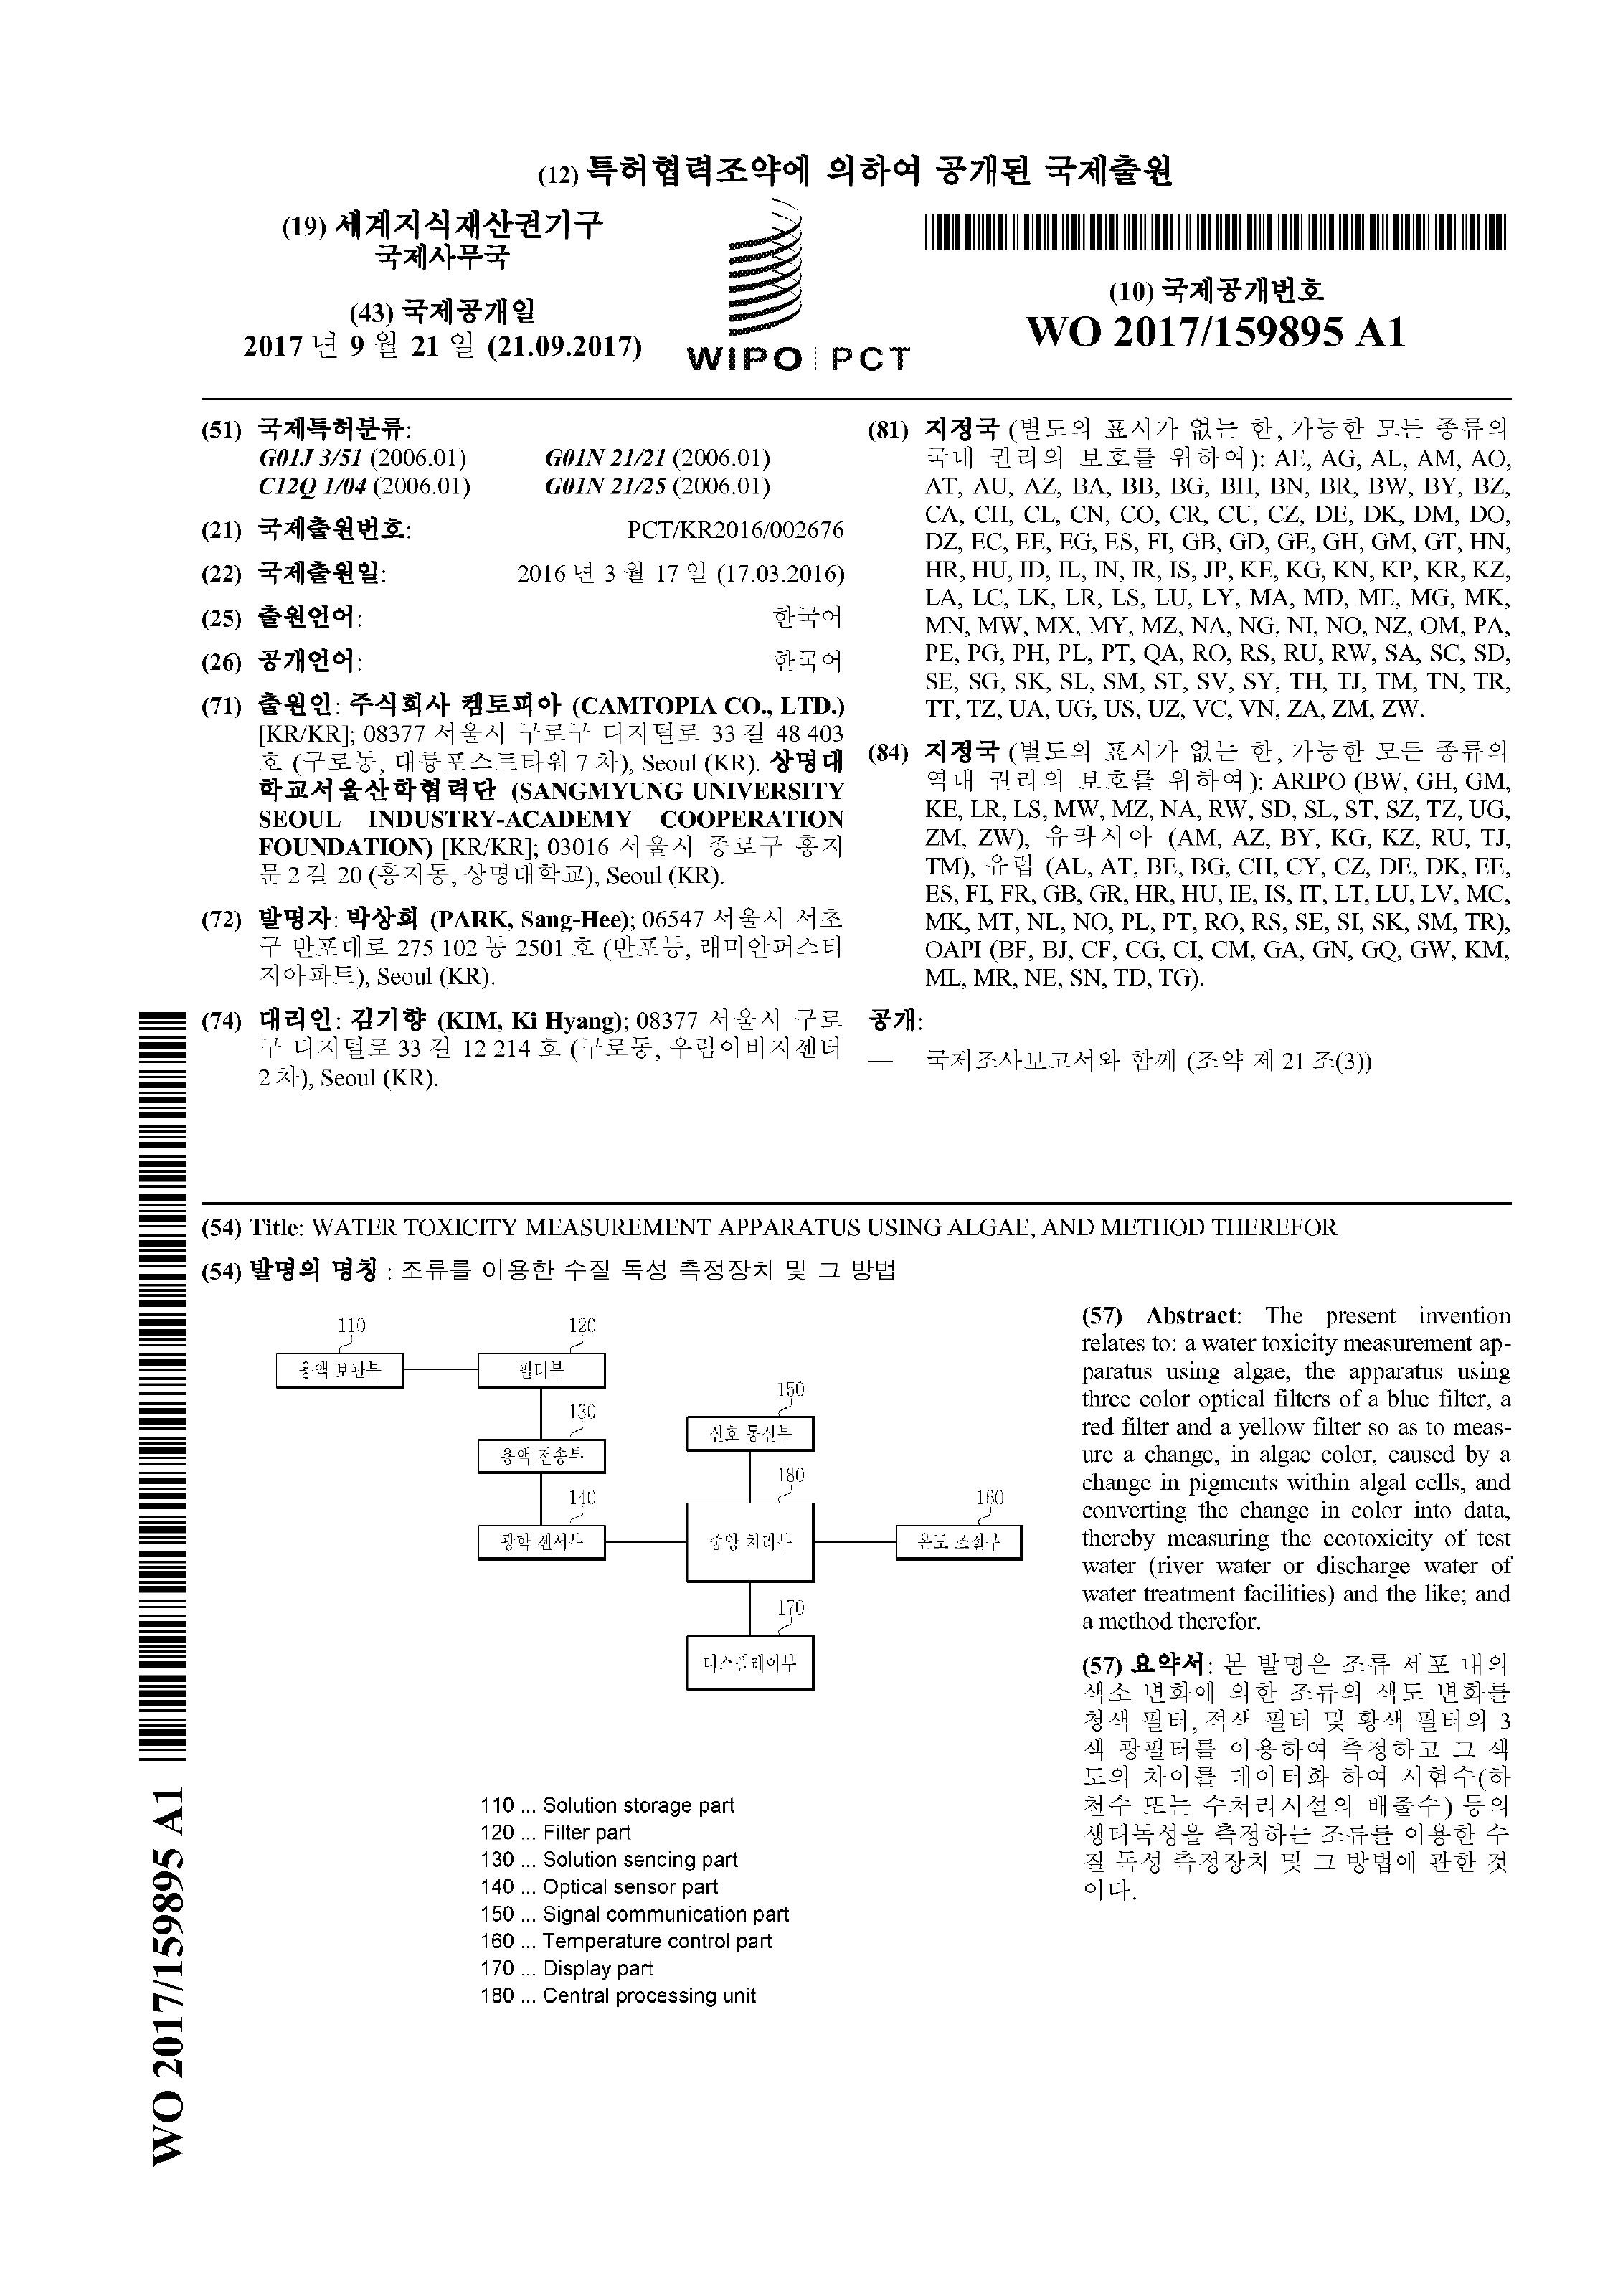 (12) 특허협력조약에 의하여 공개된 국제출원
(19) 세계지식재산권기구
국제사무국
(43) 국제공개일
2017 년 9 월 21 일 (21.09.2017)
WIPO | PCT
(10) 국제공개번호
WO 2017/159895 A1
(51) 국제특허분류:
G01J 3/51 (2006.01) G01N 21/21 (2006.01)
C12Q 1/04 (2006.01) G01N 21/25 (2006.01)
(21) 국제출원번호: PCT/KR2016/002676
(22) 국제출원일: 2016 년 3 월 17 일 (17.03.2016)
(25) 출원언어: 한국어
(26) 공개언어: 한국어
(71) 출원인: 주식회사 켐토피아 (CAMTOPIA CO., LTD.)
[KR/KR]; 08377 서울시 구로구 디지털로 33 길 48 403
호 (구로동, 대륭포스트타워 7 차), Seoul (KR). 상명대
학교서울산학협력단 (SANGMYUNG UNIVERSITY
SEOUL INDUSTRY-ACADEMY COOPERATION
FOUNDATION) [KR/KR]; 03016 서울시 종로구 홍지
문 2 길 20 (홍지동, 상명대학교), Seoul (KR).
(72) 발명자: 박상희 (PARK, Sang-Hee); 06547 서울시 서초
구 반포대로 275 102 동 2501 호 (반포동, 래미안퍼스티
지아파트), Seoul (KR).
(74) 대리인: 김기향 (KIM, Ki Hyang); 08377 서울시 구로
구 디지털로 33 길 12 214 호 (구로동, 우림이비지센터
2 차), Seoul (KR).
(81) 지정국 (별도의 표시가 없는 한, 가능한 모든 종류의
국내 권리의 보호를 위하여): AE, AG, AL, AM, AO,
AT, AU, AZ, BA, BB, BG, BH, BN, BR, BW, BY, BZ,
CA, CH, CL, CN, CO, CR, CU, CZ, DE, DK, DM, DO,
DZ, EC, EE, EG, ES, FI, GB, GD, GE, GH, GM, GT, HN,
HR, HU, ID, IL, IN, IR, IS, JP, KE, KG, KN, KP, KR, KZ,
LA, LC, LK, LR, LS, LU, LY, MA, MD, ME, MG, MK,
MN, MW, MX, MY, MZ, NA, NG, NI, NO, NZ, OM, PA,
PE, PG, PH, PL, PT, QA, RO, RS, RU, RW, SA, SC, SD,
SE, SG, SK, SL, SM, ST, SV, SY, TH, TJ, TM, TN, TR,
TT, TZ, UA, UG, US, UZ, VC, VN, ZA, ZM, ZW.
(84) 지정국 (별도의 표시가 없는 한, 가능한 모든 종류의
역내 권리의 보호를 위하여): ARIPO (BW, GH, GM,
KE, LR, LS, MW, MZ, NA, RW, SD, SL, ST, SZ, TZ, UG,
ZM, ZW), 유라시아 (AM, AZ, BY, KG, KZ, RU, TJ,
TM), 유럽 (AL, AT, BE, BG, CH, CY, CZ, DE, DK, EE,
ES, FI, FR, GB, GR, HR, HU, IE, IS, IT, LT, LU, LV, MC,
MK, MT, NL, NO, PL, PT, RO, RS, SE, SI, SK, SM, TR),
OAPI (BF, BJ, CF, CG, CI, CM, GA, GN, GQ, GW, KM,
ML, MR, NE, SN, TD, TG).
공개:
— 국제조사보고서와 함께 (조약 제 21 조(3))
(54) Title: WATER TOXICITY MEASUREMENT APPARATUS USING ALGAE, AND METHOD THEREFOR
(54) 발명의 명칭 : 조류를 이용한 수질 독성 측정장치 및 그 방법
110
용액 보관부
120
필터부
130
용액 전송부
140
광학 센서부
150
신호 통신부
180
중앙 처리부
160
온도 조절부
170
디스플레이부
110 ... Solution storage part
120 ... Filter part
130 ... Solution sending part
140 ... Optical sensor part
150 ... Signal communication part
160 ... Temperature control part
170 ... Display part
180 ... Central processing unit
(57) Abstract: The present invention
relates to: a water toxicity measurement ap-
paratus using algae, the apparatus using
three color optical filters of a blue filter, a
red filter and a yellow filter so as to meas-
ure a change, in algae color, caused by a
change in pigments within algal cells, and
converting the change in color into data,
thereby measuring the ecotoxicity of test
water (river water or discharge water of
water treatment facilities) and the like; and
a method therefor.
(57) 요약서: 본 발명은 조류 세포 내의
색소 변화에 의한 조류의 색도 변화를
청색 필터, 적색 필터 및 황색 필터의 3
색 광필터를 이용하여 측정하고 그 색
도의 차이를 데이터화 하여 시험수(하
천수 또는 수처리시설의 배출수) 등의
생태독성을 측정하는 조류를 이용한 수
질 독성 측정장치 및 그 방법에 관한 것
이다.
WO 2017/159895 A1